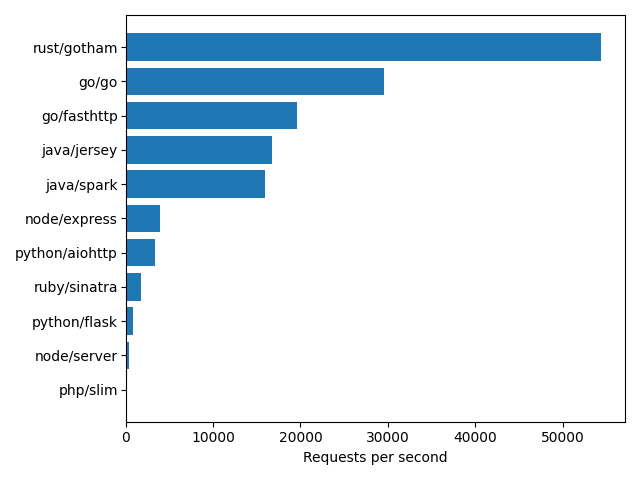 rust/gotham
go/go
go/fasthttp
java/jersey
java/spark
node/express
python/aiohttp
ruby/sinatra
python/flask
node/server
php/slim
0 10000 20000 30000 40000 50000
Requests per second